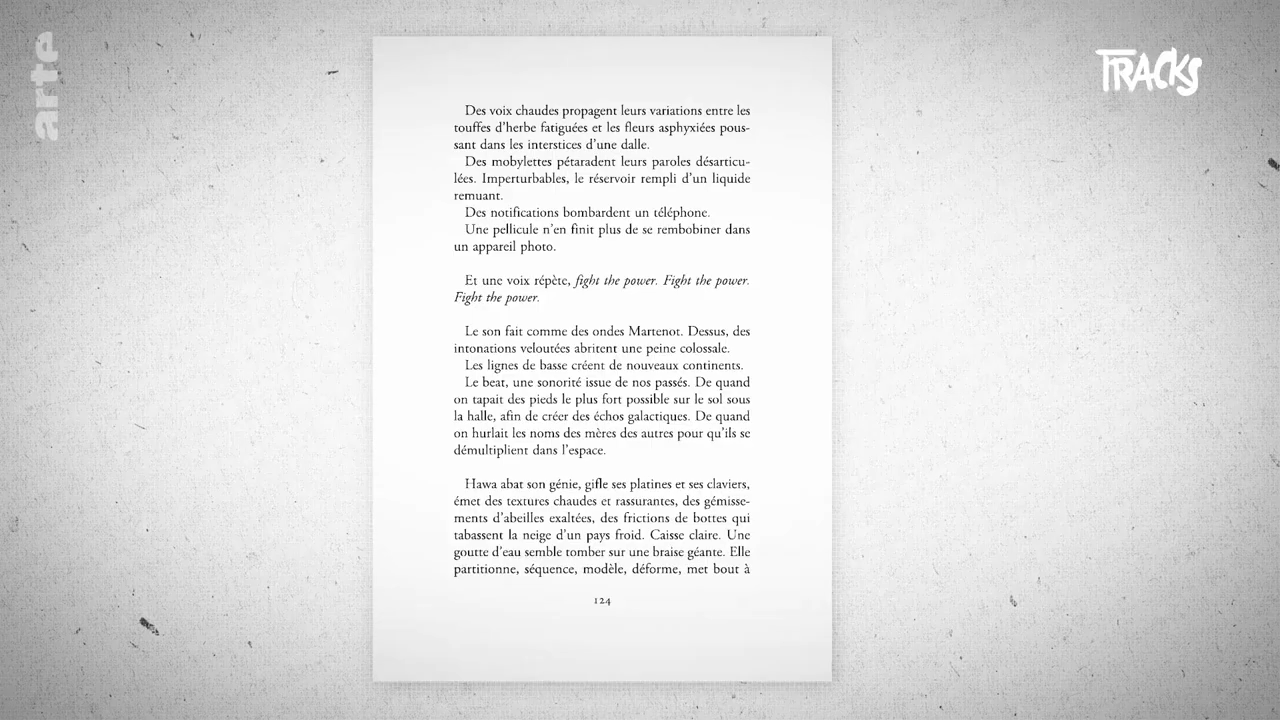 arte
TRACKS
Des voix chaudes propagent leurs variations entre les
touffes d'herbe fatiguées et les fleurs asphyxiées pous-
sant dans les interstices d'une dalle.
Des mobylettes pétaradent leurs paroles désarticu-
lées. Imperturbables, le réservoir rempli d'un liquide
remuant.
Des notifications bombardent un téléphone.
Une pellicule n'en finit plus de se rembobiner dans
un appareil photo.
Et une voix répète, fight the power. Fight the power.
Fight the power.
Le son fait comme des ondes Martenot. Dessus, des
intonations veloutées abritent une peine colossale.
Les lignes de basse créent de nouveaux continents.
Le beat, une sonorité issue de nos passés. De quand
on tapait des pieds le plus fort possible sur le sol sous
la halle, afin de créer des échos galactiques. De quand
on hurlait les noms des mères des autres pour qu'ils se
démultiplient dans l'espace.
Hawa abat son génie, gifle ses platines et ses claviers,
émet des textures chaudes et rassurantes, des gémisse-
ments d'abeilles exaltées, des frictions de bottes qui
tabassent la neige d'un pays froid. Caisse claire. Une
goutte d'eau semble tomber sur une braise géante. Elle
partitionne, séquence, modèle, déforme, met bout à
124